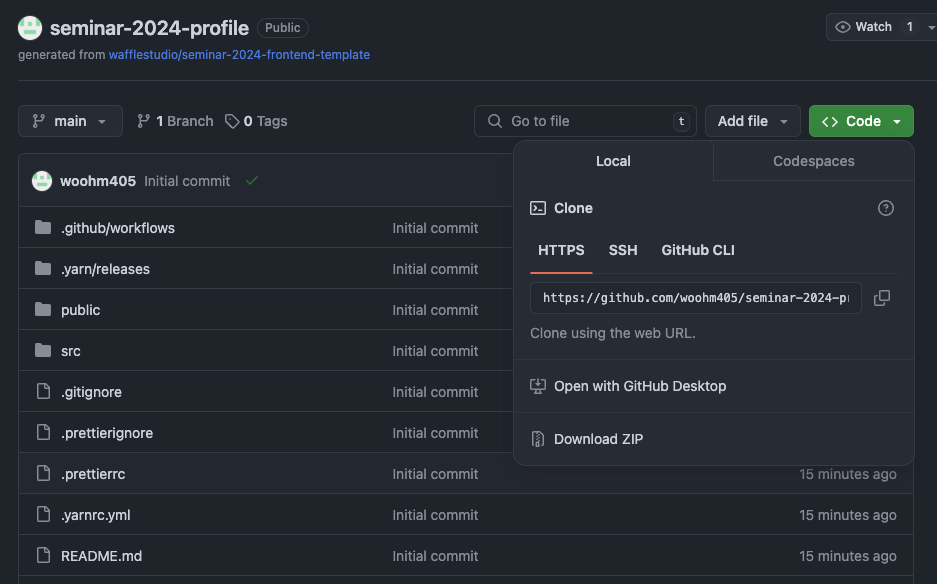 seminar-2024-profile Public
Watch 1
generated from wafflestudio/seminar-2024-frontend-template
main 1 Branch 0 Tags Go to file t Add file Code
Local Codespaces
Clone
HTTPS SSH GitHub CLI
https://github.com/woohm405/seminar-2024-p
Clone using the web URL.
Open with GitHub Desktop
Download ZIP
woohm405 Initial commit
.github/workflows Initial commit
.yarn/releases Initial commit
public Initial commit
src Initial commit
.gitignore Initial commit
.prettierignore Initial commit
.prettierrc Initial commit 15 minutes ago
.yarnrc.yml Initial commit 15 minutes ago
README.md Initial commit 15 minutes ago